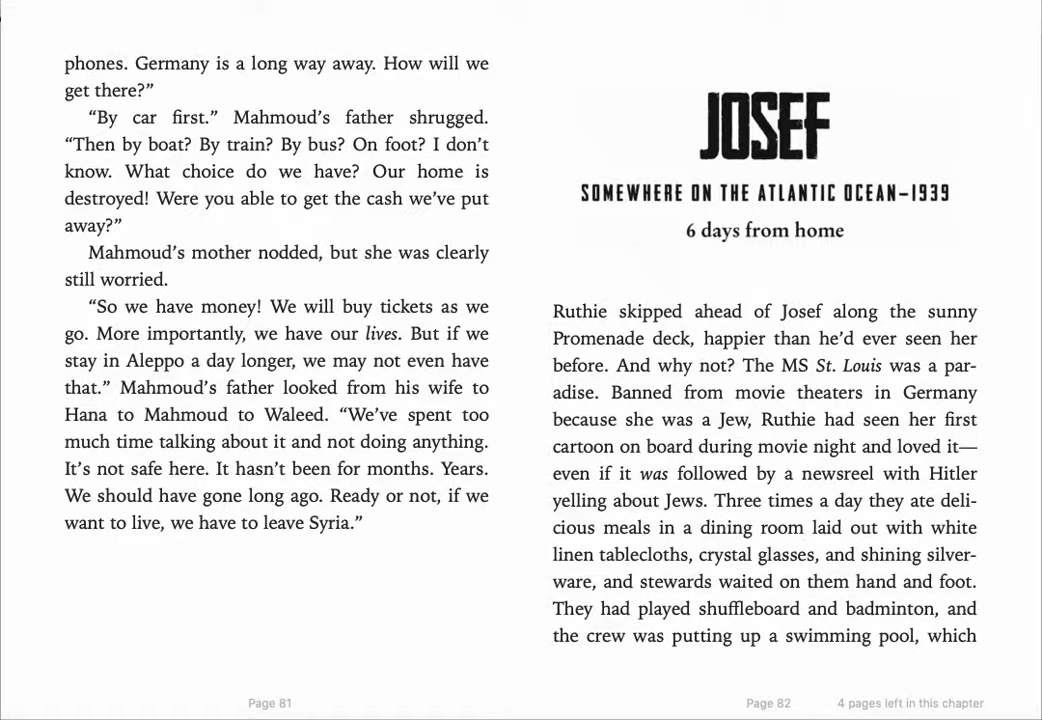 phones. Germany is a long way away. How will we
get there?”
“By car first.” Mahmoud’s father shrugged.
“Then by boat? By train? By bus? On foot? I don’t
know. What choice do we have? Our home is
destroyed! Were you able to get the cash we’ve put
away?”
Mahmoud’s mother nodded, but she was clearly
still worried.
“So we have money! We will buy tickets as we
go. More importantly, we have our lives. But if we
stay in Aleppo a day longer, we may not even have
that.” Mahmoud’s father looked from his wife to
Hana to Mahmoud to Waleed. “We’ve spent too
much time talking about it and not doing anything.
It’s not safe here. It hasn’t been for months. Years.
We should have gone long ago. Ready or not, if we
want to live, we have to leave Syria.”
Page 81
JOSEF
SOMEWHERE ON THE ATLANTIC OCEAN–1939
6 days from home
Ruthie skipped ahead of Josef along the sunny
Promenade deck, happier than he’d ever seen her
before. And why not? The MS St. Louis was a par-
adise. Banned from movie theaters in Germany
because she was a Jew, Ruthie had seen her first
cartoon on board during movie night and loved it—
even if it was followed by a newsreel with Hitler
yelling about Jews. Three times a day they ate deli-
cious meals in a dining room laid out with white
linen tablecloths, crystal glasses, and shining silver-
ware, and stewards waited on them hand and foot.
They had played shuffleboard and badminton, and
the crew was putting up a swimming pool, which
Page 82
4 pages left in this chapter